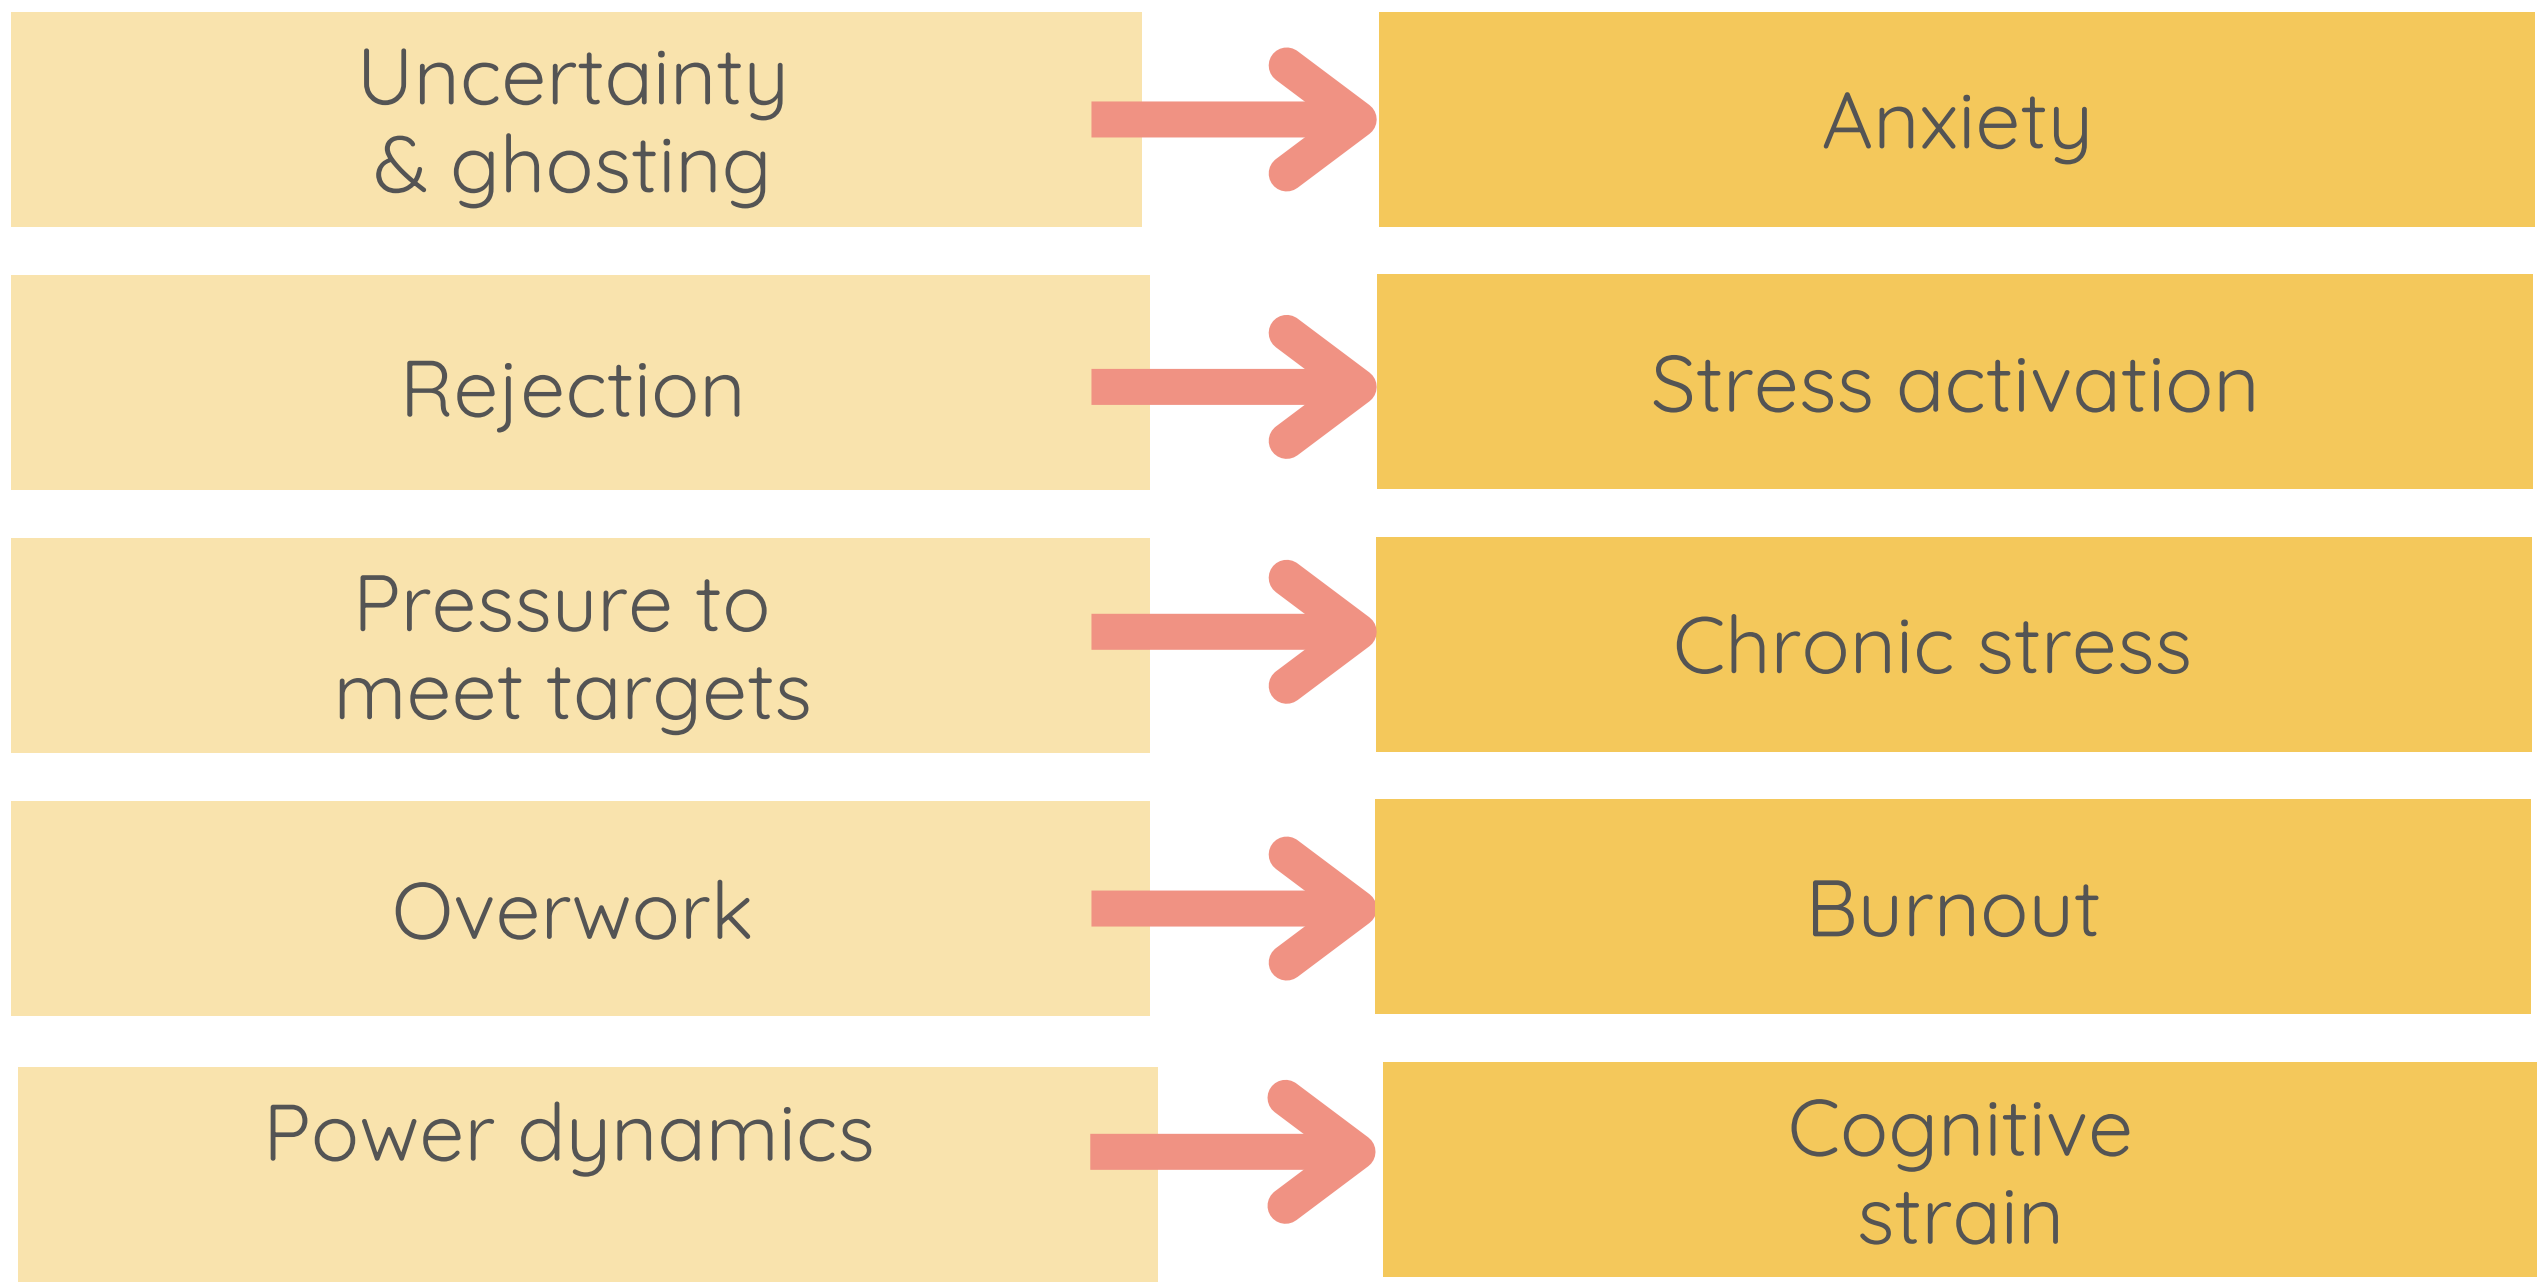 Uncertainty
& ghosting
Anxiety
Rejection
Stress activation
Pressure to
meet targets
Chronic stress
Overwork
Burnout
Power dynamics
Cognitive
strain